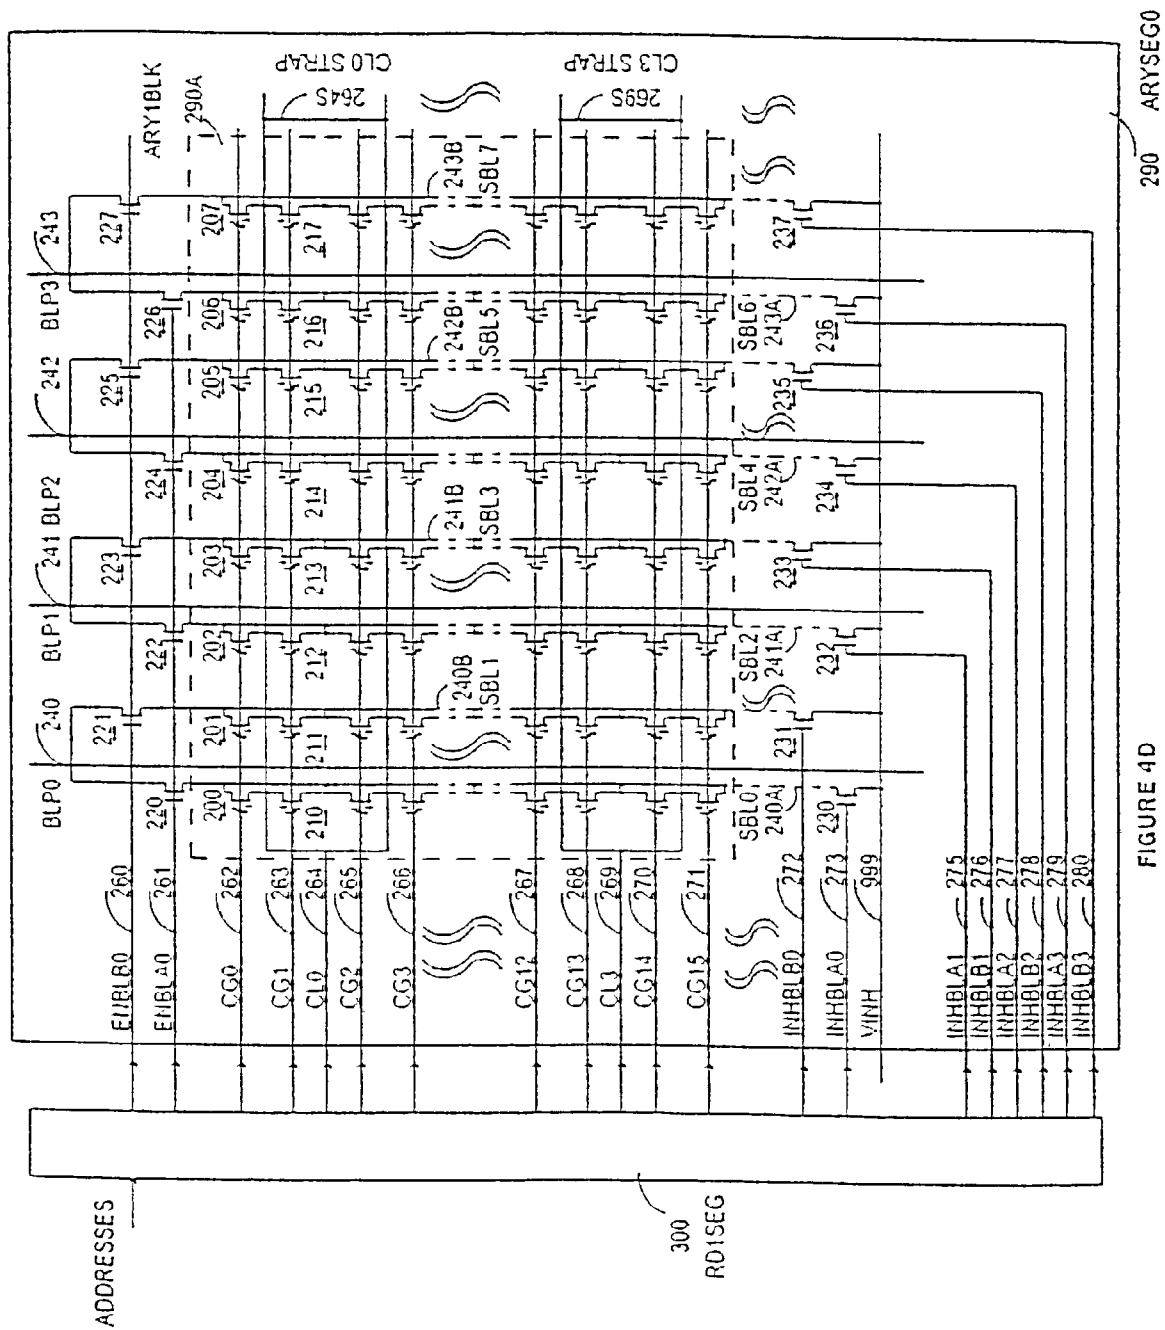 BLP0 240
BLP1 241
BLP2 242
BLP3 243
ADDRESSES
ENBLB0 260
221
223
225
227
ARY1BLK
ENBLA0 261
220
222
224
226
290A
CG0 262
200
201
202
203
204
205
206
207
CG1 263
CL0 264
210
211
212
213
214
215
216
217
264S
CL0 STRAP
CG2 265
CG3 266
240B
SBL1
241B
SBL3
242B
SBL5
243B
SBL7
CG12 267
CG13 268
CL3 269
269S
CL3 STRAP
CG14 270
CG15 271
SBL0
240A
SBL2
241A
SBL4
242A
SBL6
243A
INHBLB0 272
231
233
235
237
INHBLA0 273
230
232
234
236
VINH 999
INHBLA1 275
INHBLB1 276
INHBLA2 277
INHBLB2 278
INHBLA3 279
INHBLB3 280
300
RD1SEG
290 ARYSEG0
FIGURE 4D